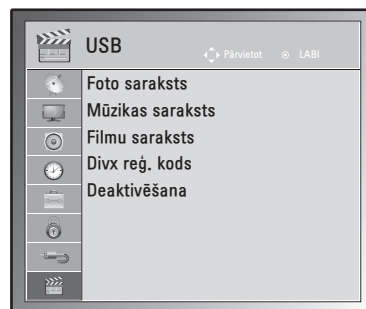 USB
Pārvietot LABI
Foto saraksts
Mūzikas saraksts
Filmu saraksts
Divx reģ. kods
Deaktivēšana